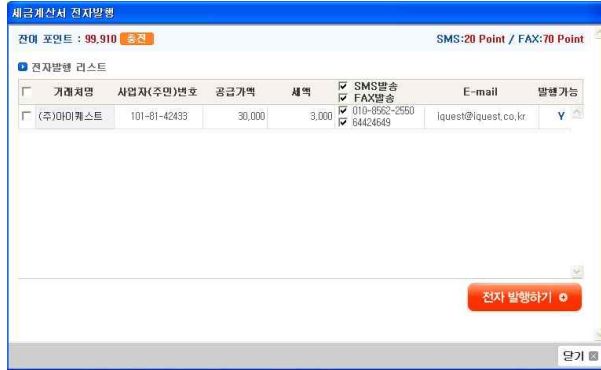 세금계산서 전자발행
잔여 포인트 : 99,910 충전 SMS:20 Point / FAX:70 Point
전자발행 리스트
거래처명 사업자(주민)번호 공급가액 세액 SMS발송 FAX발송 E-mail 발행가능
(주)아이퀘스트 101-81-42433 30,000 3,000 010-8562-2550 64424649 iquest@iquest.co.kr Y
전자 발행하기
닫기